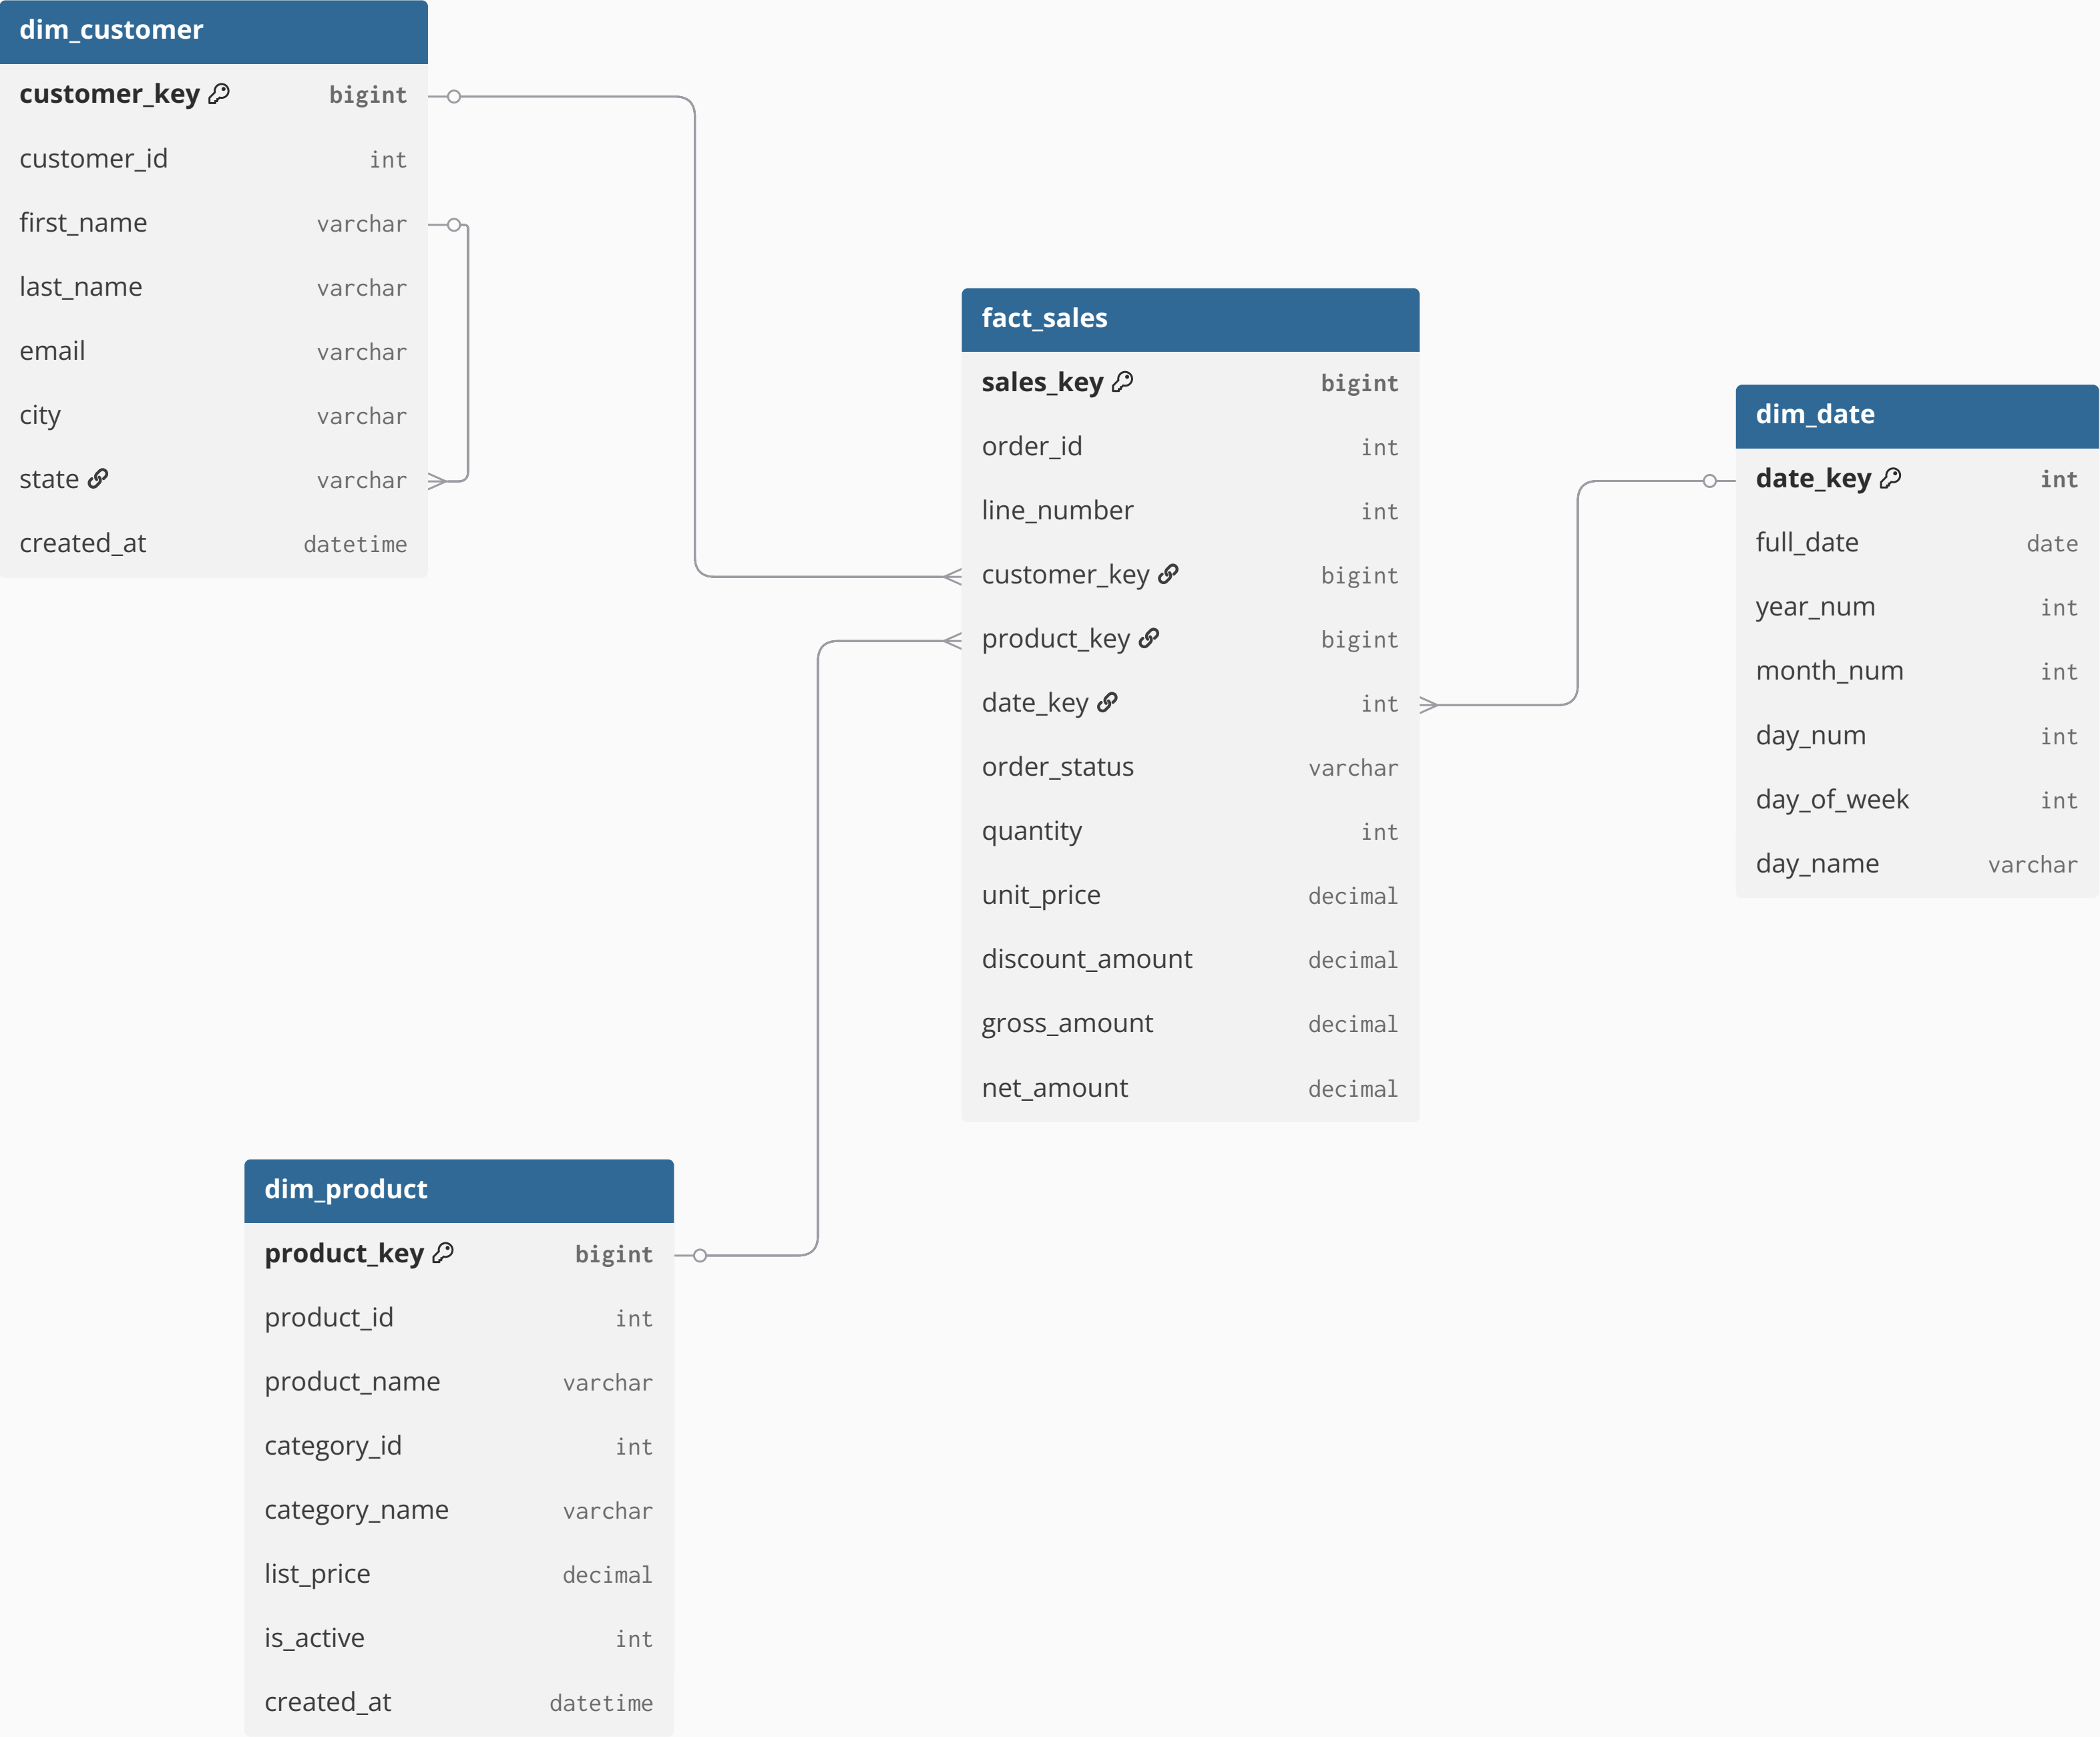 dim_customer
customer_key bigint
customer_id int
first_name varchar
last_name varchar
email varchar
city varchar
state varchar
created_at datetime
fact_sales
sales_key bigint
order_id int
line_number int
customer_key bigint
product_key bigint
date_key int
order_status varchar
quantity int
unit_price decimal
discount_amount decimal
gross_amount decimal
net_amount decimal
dim_date
date_key int
full_date date
year_num int
month_num int
day_num int
day_of_week int
day_name varchar
dim_product
product_key bigint
product_id int
product_name varchar
category_id int
category_name varchar
list_price decimal
is_active int
created_at datetime